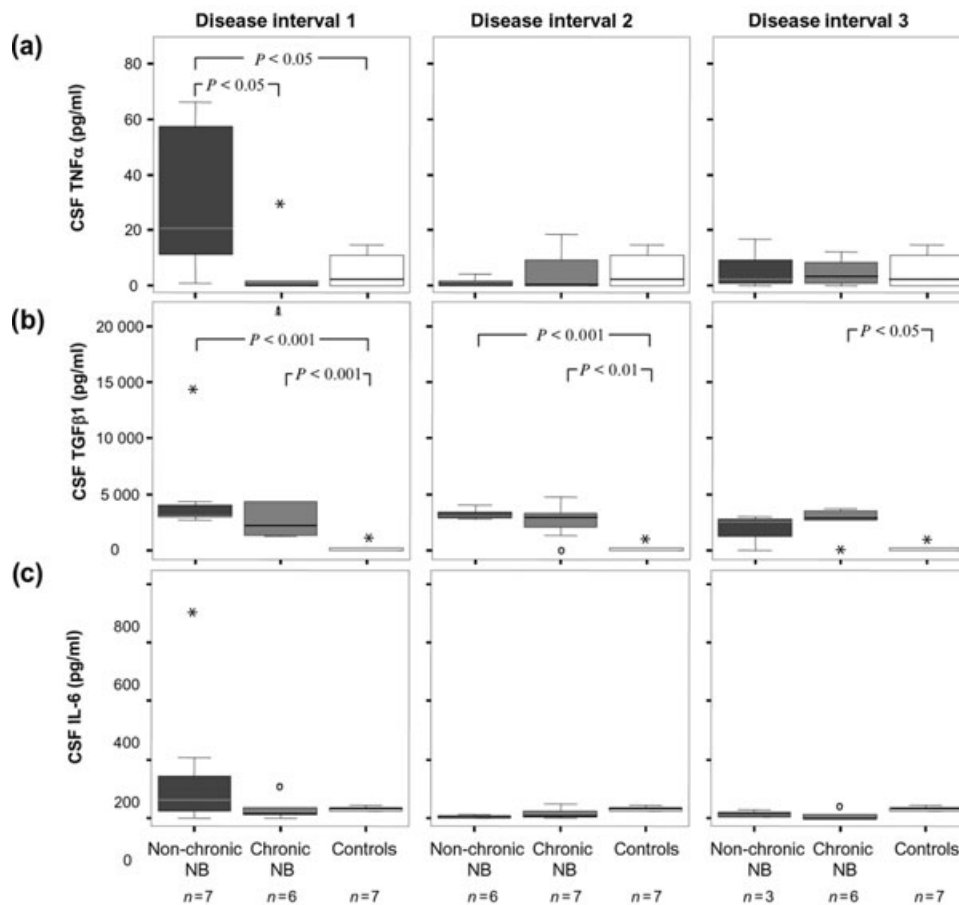 Disease interval 1 Disease interval 2 Disease interval 3
(a)
CSF TNFα (pg/ml)
80
60
40
20
0
P < 0.05
P < 0.05
(b)
CSF TGFβ1 (pg/ml)
20 000
15 000
10 000
5 000
0
P < 0.001
P < 0.001
P < 0.001
P < 0.01
P < 0.05
(c)
CSF IL-6 (pg/ml)
800
600
400
200
0
Non-chronic Chronic Controls Non-chronic Chronic Controls Non-chronic Chronic Controls
NB NB NB NB NB NB
n=7 n=6 n=7 n=6 n=7 n=7 n=3 n=6 n=7